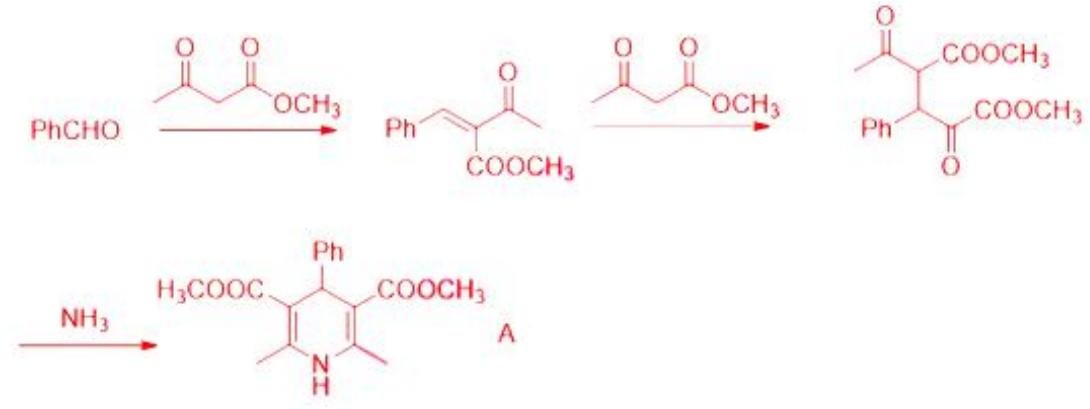 O O O O O
OCH3 OCH3 COOCH3
PhCHO Ph Ph COOCH3
COOCH3 O
Ph
H3COOC COOCH3
NH3 A
N
H